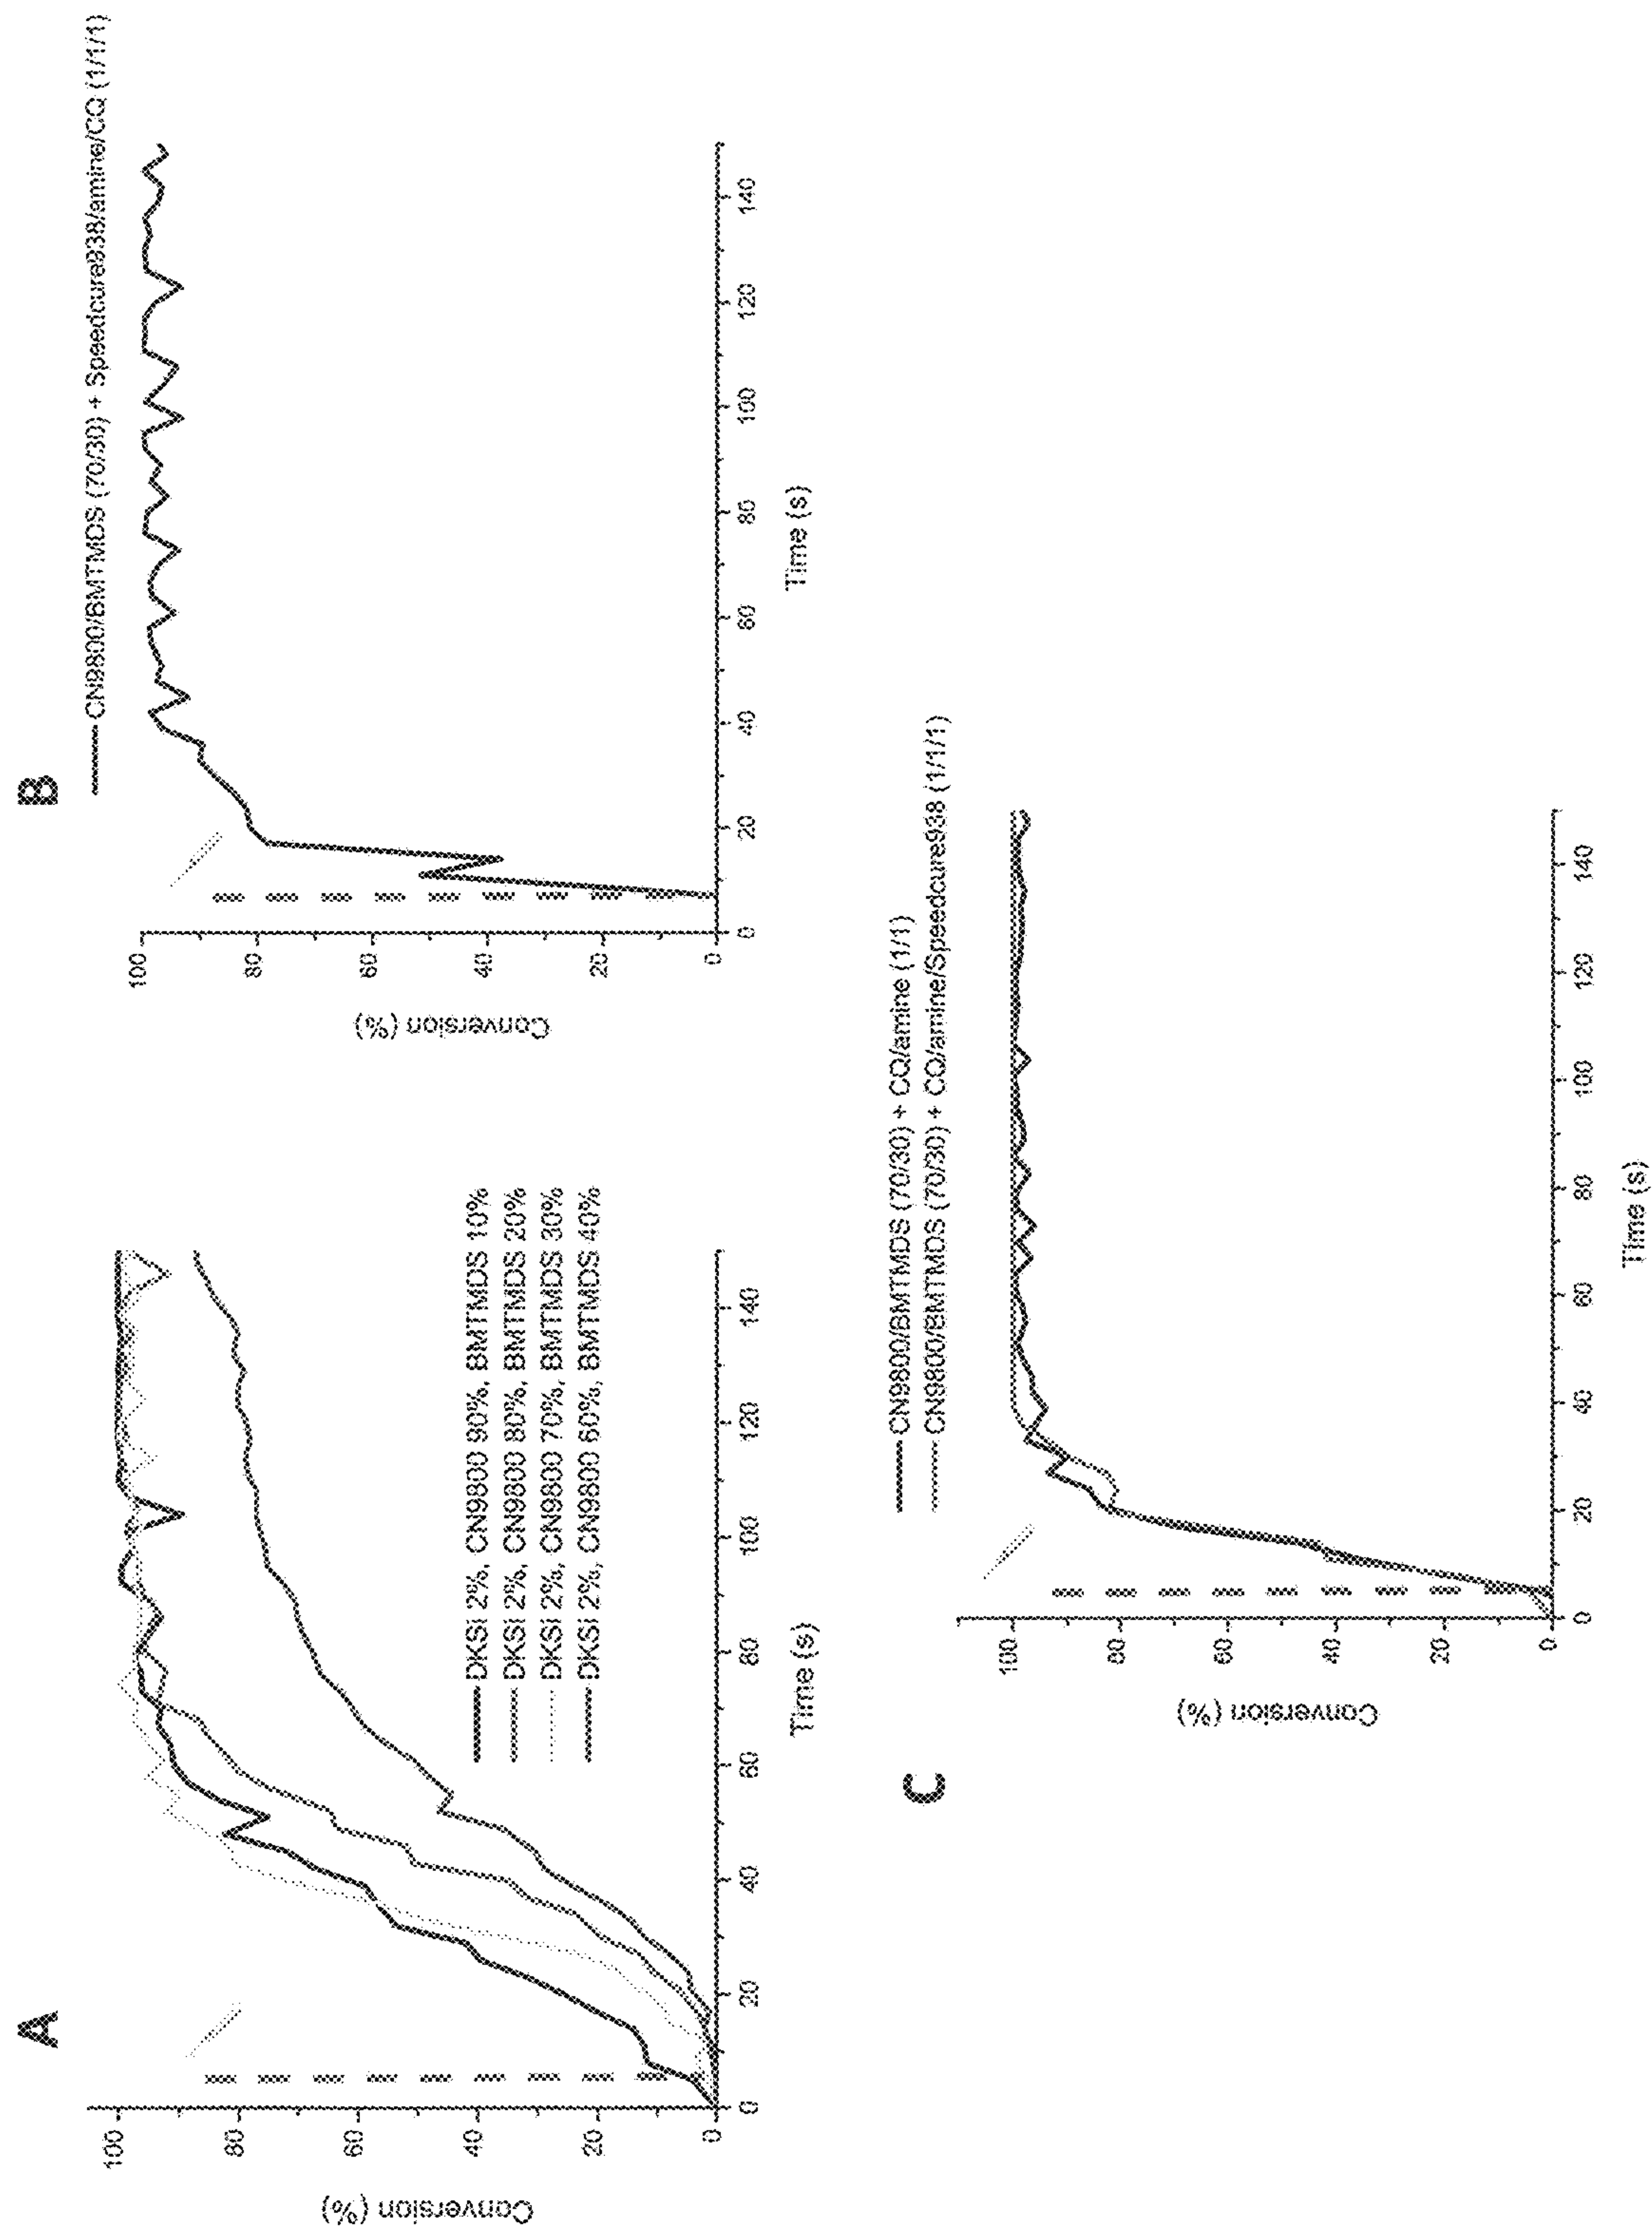 A
Conversion (%)
100
80
60
40
20
0
0
20
40
60
80
100
120
140
Time (s)
DKSi 2%, CN9800 90%, BMTMDS 10%
DKSi 2%, CN9800 80%, BMTMDS 20%
DKSi 2%, CN9800 70%, BMTMDS 30%
DKSi 2%, CN9800 60%, BMTMDS 40%
B
CN9800/BMTMDS (70/30) + Speedcure938/amine/CQ (1/1/1)
Conversion (%)
100
80
60
40
20
0
0
20
40
60
80
100
120
140
Time (s)
C
CN9800/BMTMDS (70/30) + CQ/amine (1/1)
CN9800/BMTMDS (70/30) + CQ/amine/Speedcure938 (1/1/1)
Conversion (%)
100
80
60
40
20
0
0
20
40
60
80
100
120
140
Time (s)